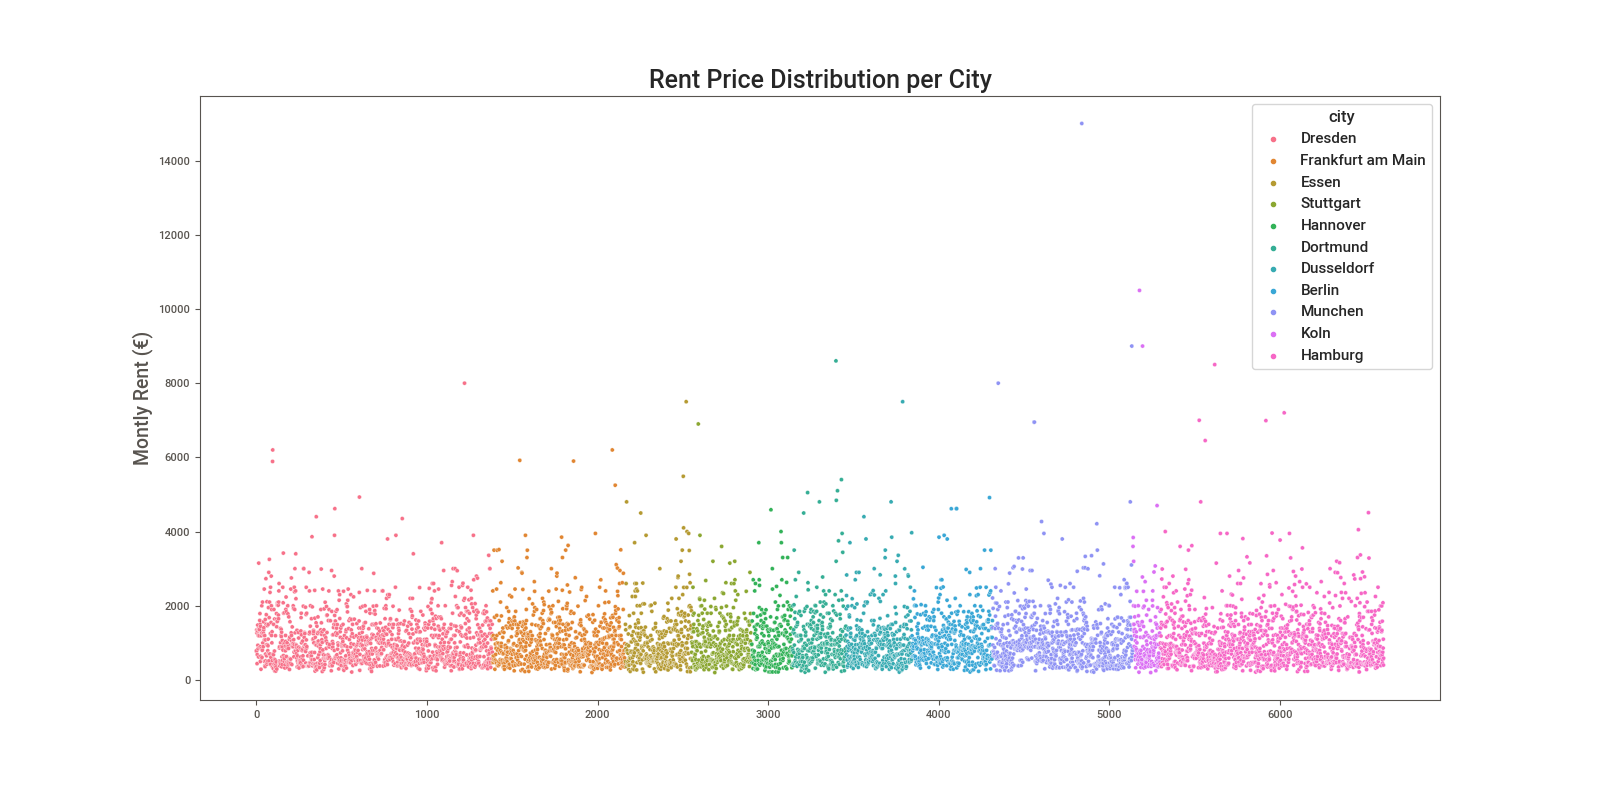 Rent Price Distribution per City
Montly Rent (€)
14000
12000
10000
8000
6000
4000
2000
0
0
1000
2000
3000
4000
5000
6000
city
Dresden
Frankfurt am Main
Essen
Stuttgart
Hannover
Dortmund
Dusseldorf
Berlin
Munchen
Koln
Hamburg